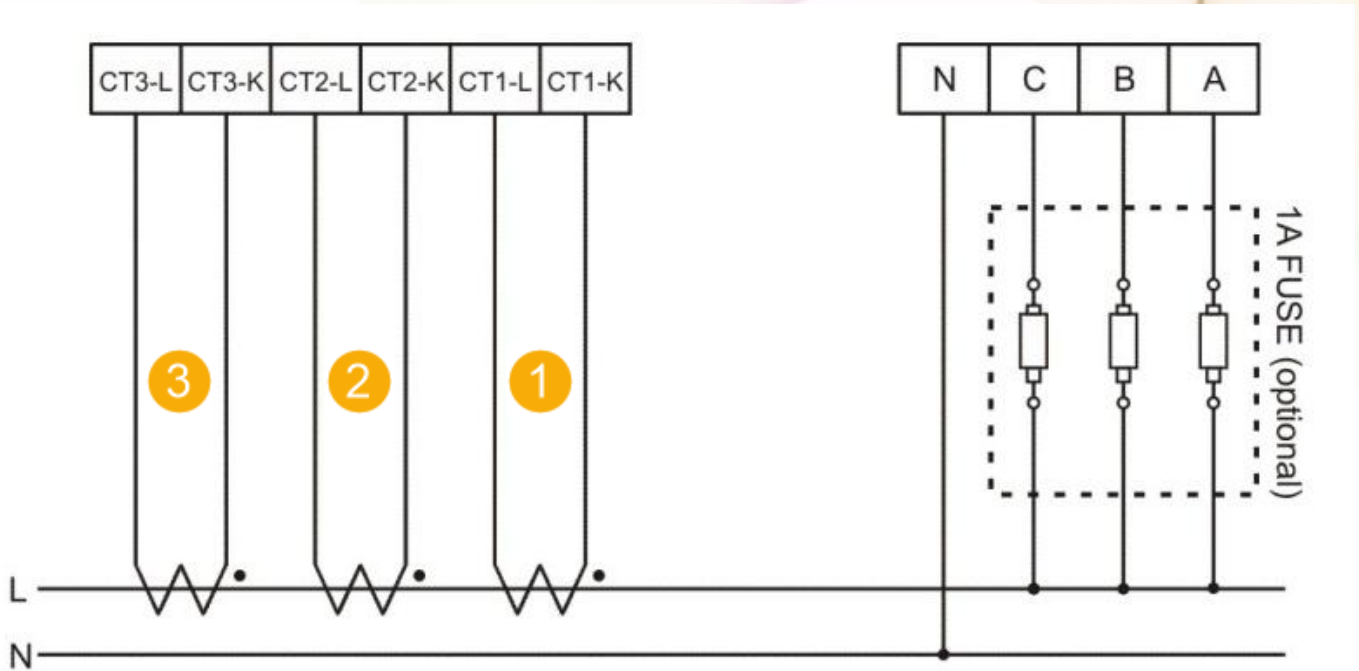 CT3-L CT3-K CT2-L CT2-K CT1-L CT1-K
N C B A
1A FUSE (optional)
3 2 1
L
N